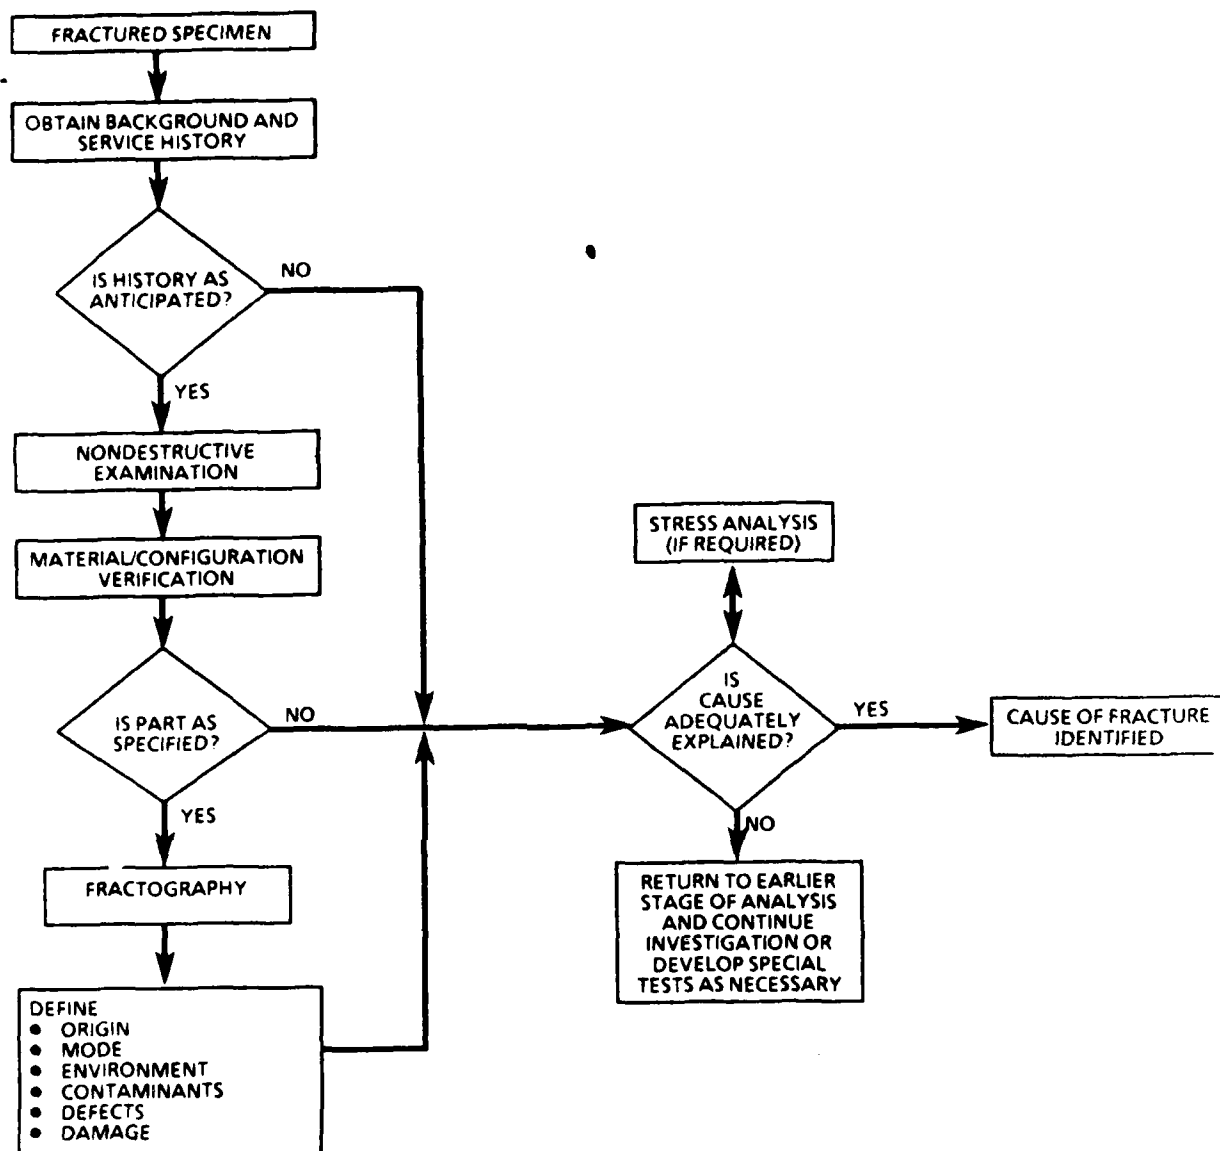 FRACTURED SPECIMEN
OBTAIN BACKGROUND AND
SERVICE HISTORY
IS HISTORY AS
ANTICIPATED?
NO
YES
NONDESTRUCTIVE
EXAMINATION
MATERIAL/CONFIGURATION
VERIFICATION
IS PART AS
SPECIFIED?
NO
YES
FRACTOGRAPHY
DEFINE
● ORIGIN
● MODE
● ENVIRONMENT
● CONTAMINANTS
● DEFECTS
● DAMAGE
STRESS ANALYSIS
(IF REQUIRED)
IS
CAUSE
ADEQUATELY
EXPLAINED?
YES
CAUSE OF FRACTURE
IDENTIFIED
NO
RETURN TO EARLIER
STAGE OF ANALYSIS
AND CONTINUE
INVESTIGATION OR
DEVELOP SPECIAL
TESTS AS NECESSARY